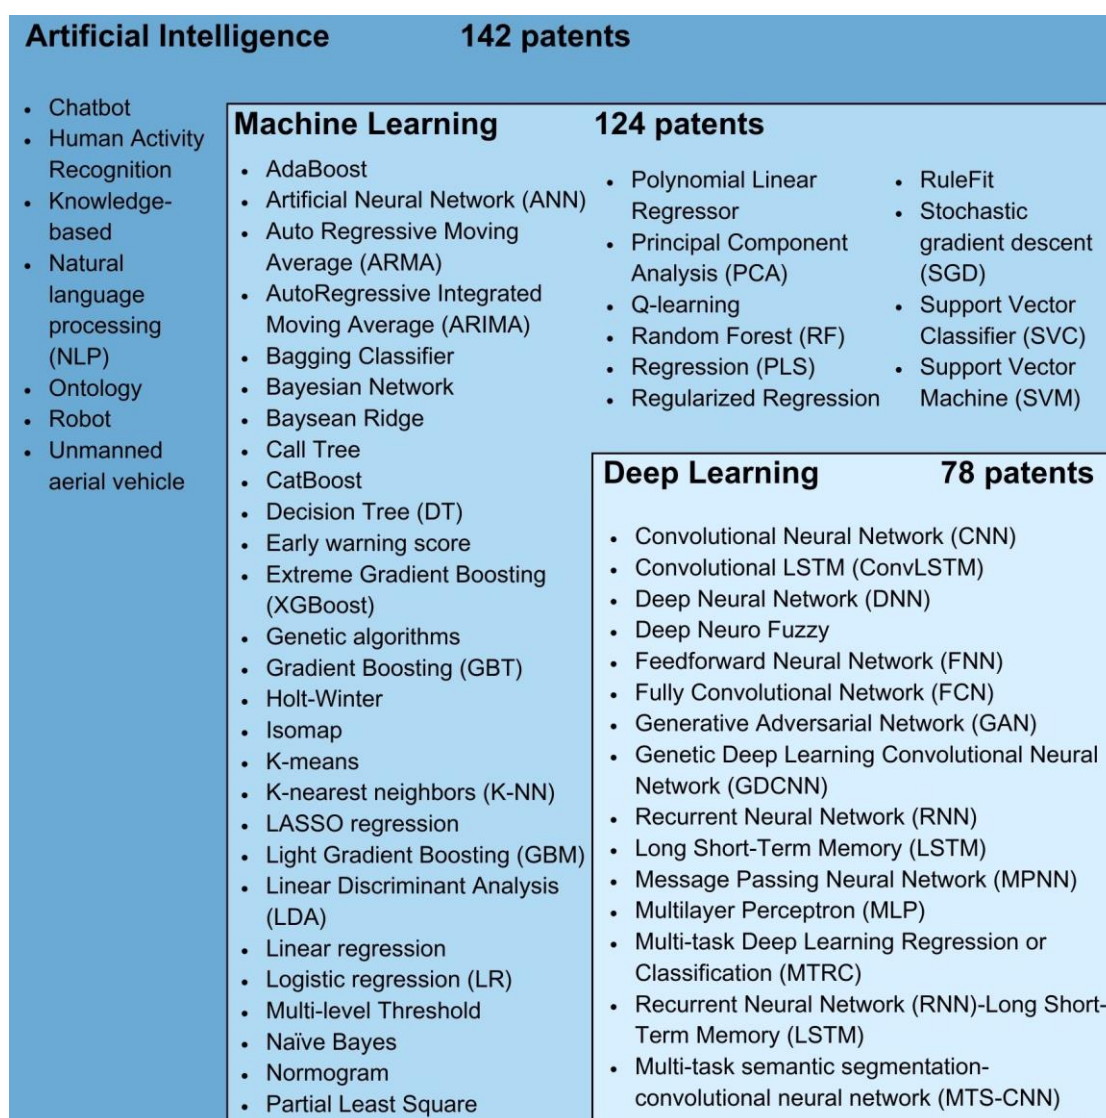 Artificial Intelligence 142 patents
• Chatbot
• Human Activity
Recognition
• Knowledge-
based
• Natural
language
processing
(NLP)
• Ontology
• Robot
• Unmanned
aerial vehicle
Machine Learning 124 patents
• AdaBoost
• Artificial Neural Network (ANN)
• Auto Regressive Moving
Average (ARMA)
• AutoRegressive Integrated
Moving Average (ARIMA)
• Bagging Classifier
• Bayesian Network
• Baysean Ridge
• Call Tree
• CatBoost
• Decision Tree (DT)
• Early warning score
• Extreme Gradient Boosting
(XGBoost)
• Genetic algorithms
• Gradient Boosting (GBT)
• Holt-Winter
• Isomap
• K-means
• K-nearest neighbors (K-NN)
• LASSO regression
• Light Gradient Boosting (GBM)
• Linear Discriminant Analysis
(LDA)
• Linear regression
• Logistic regression (LR)
• Multi-level Threshold
• Naïve Bayes
• Normogram
• Partial Least Square
• Polynomial Linear
Regressor
• Principal Component
Analysis (PCA)
• Q-learning
• Random Forest (RF)
• Regression (PLS)
• Regularized Regression
• RuleFit
• Stochastic
gradient descent
(SGD)
• Support Vector
Classifier (SVC)
• Support Vector
Machine (SVM)
Deep Learning 78 patents
• Convolutional Neural Network (CNN)
• Convolutional LSTM (ConvLSTM)
• Deep Neural Network (DNN)
• Deep Neuro Fuzzy
• Feedforward Neural Network (FNN)
• Fully Convolutional Network (FCN)
• Generative Adversarial Network (GAN)
• Genetic Deep Learning Convolutional Neural
Network (GDCNN)
• Recurrent Neural Network (RNN)
• Long Short-Term Memory (LSTM)
• Message Passing Neural Network (MPNN)
• Multilayer Perceptron (MLP)
• Multi-task Deep Learning Regression or
Classification (MTRC)
• Recurrent Neural Network (RNN)-Long Short-
Term Memory (LSTM)
• Multi-task semantic segmentation-
convolutional neural network (MTS-CNN)